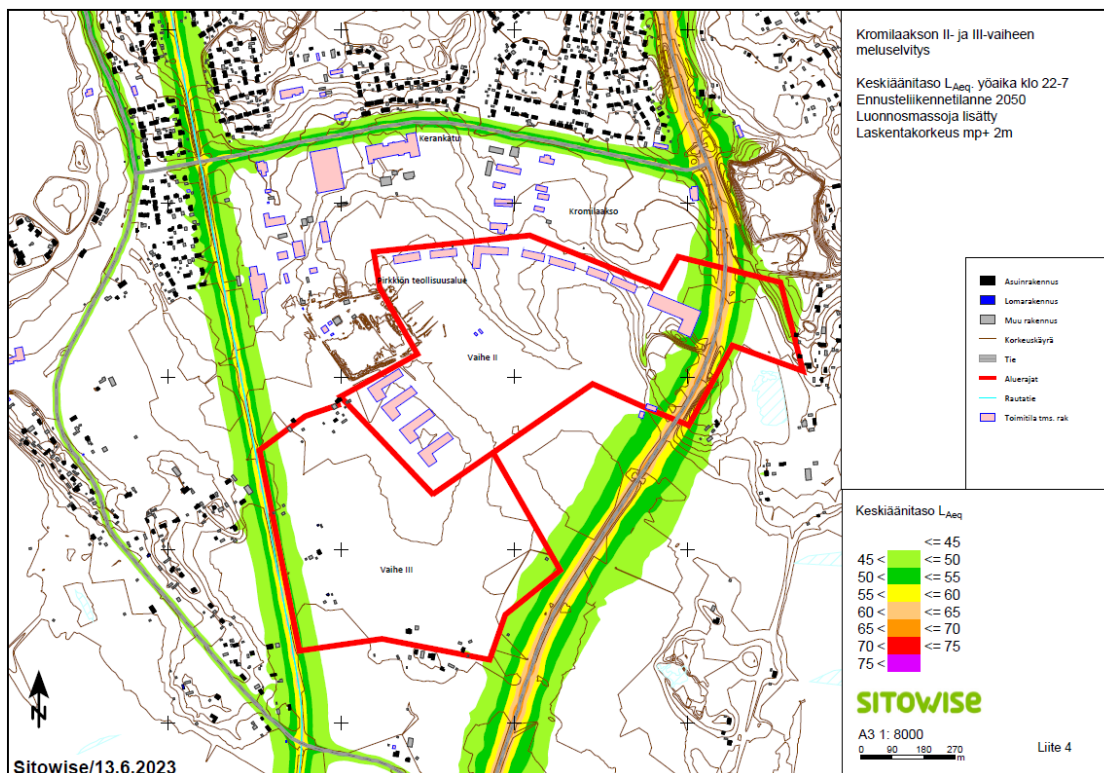 Kromilaakson II- ja III-vaiheen
meluselvitys
Keskiäänitaso LAeq. yöaika klo 22-7
Ennusteliikennetilanne 2050
Luonnosmassoja lisätty
Laskentakorkeus mp+ 2m
Kerankatu
Kromilaakso
Pirkkiön teollisuusalue
Vaihe II
Vaihe III
Asuinrakennus
Lomarakennus
Muu rakennus
Korkeuskäyrä
Tie
Aluerajat
Rautatie
Toimitila tms. rak
Keskiäänitaso LAeq
<= 45
45 < <= 50
50 < <= 55
55 < <= 60
60 < <= 65
65 < <= 70
70 < <= 75
75 <
SITOWISE
A3 1: 8000
0 90 180 270
m
Liite 4
N
Sitowise/13.6.2023